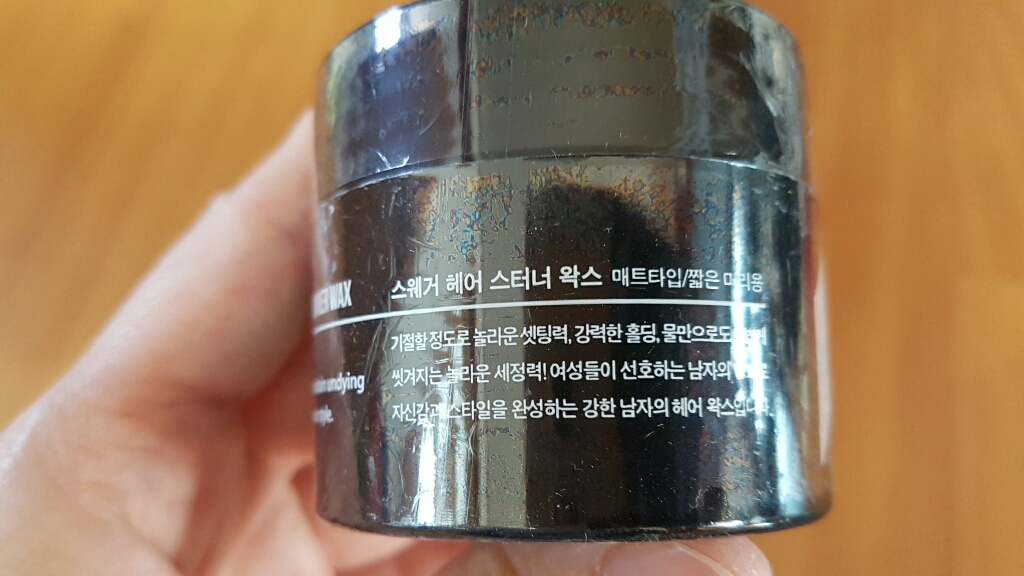 WAX
스웨거 헤어 스터너 왁스 매트타입/짧은 머리용
기절할 정도로 놀라운 셋팅력, 강력한 홀딩, 물만으로도
씻겨지는 놀라운 세정력! 여성들이 선호하는 남자의
undying
자신감과 스타일을 완성하는 강한 남자의 헤어 왁스입니다.